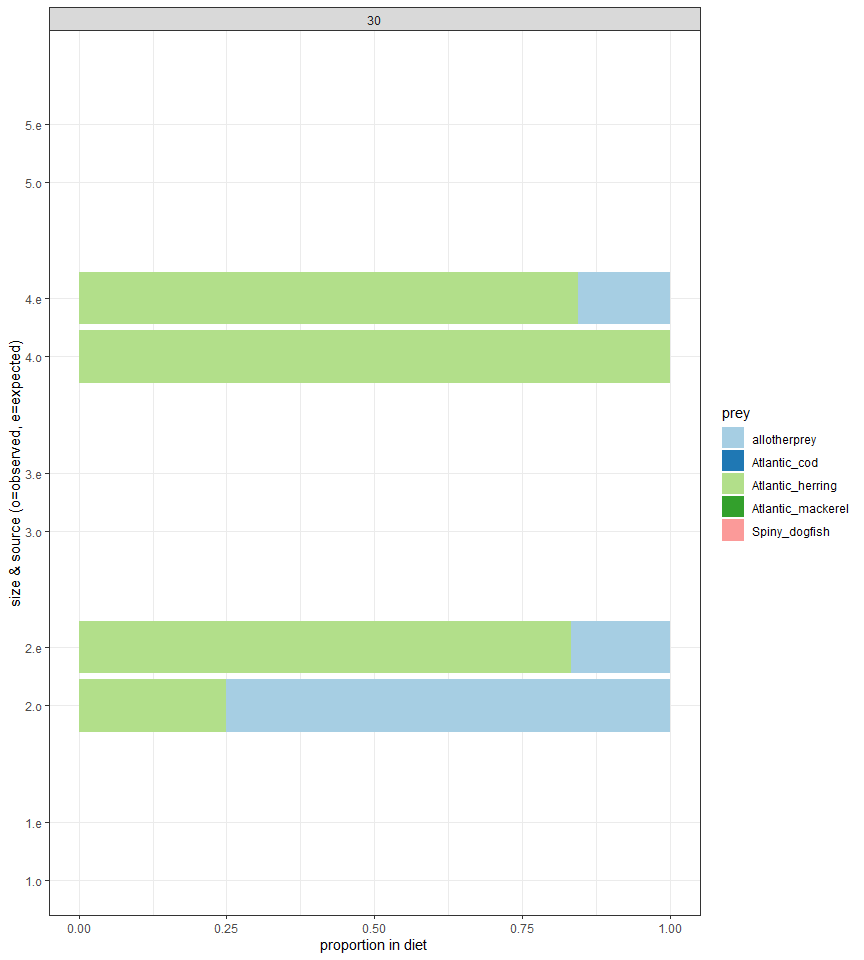 30
5.e
5.o
4.e
4.o
3.e
3.o
2.e
2.o
1.e
1.o
size & source (o=observed, e=expected)
0.00 0.25 0.50 0.75 1.00
proportion in diet
prey
allotherprey
Atlantic_cod
Atlantic_herring
Atlantic_mackerel
Spiny_dogfish